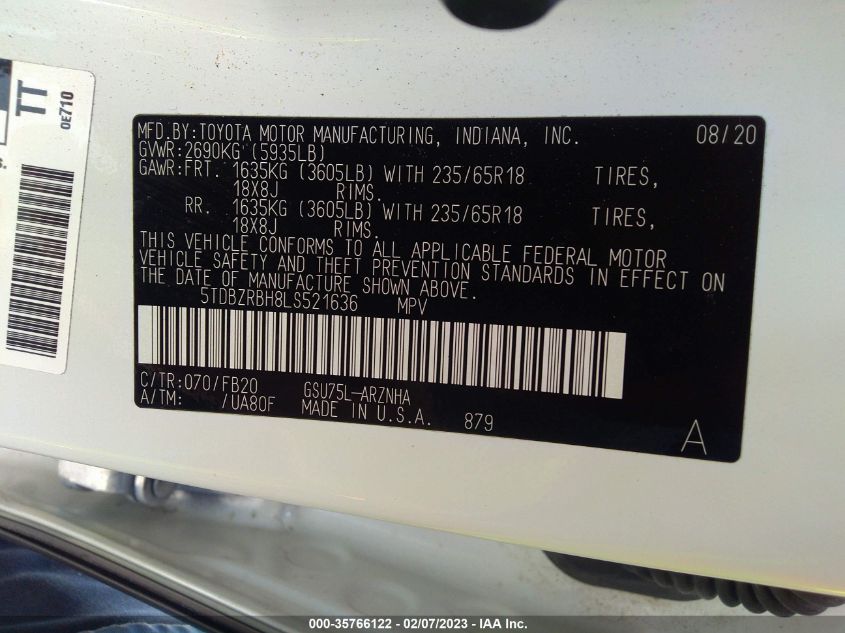 TT
0E710
s.
MFD.BY:TOYOTA MOTOR MANUFACTURING, INDIANA, INC. 08/20
GVWR:2690KG (5935LB)
GAWR:FRT. 1635KG (3605LB) WITH 235/65R18 TIRES,
18X8J RIMS.
RR. 1635KG (3605LB) WITH 235/65R18 TIRES,
18X8J RIMS.
THIS VEHICLE CONFORMS TO ALL APPLICABLE FEDERAL MOTOR
VEHICLE SAFETY AND THEFT PREVENTION STANDARDS IN EFFECT ON
THE DATE OF MANUFACTURE SHOWN ABOVE.
5TDBZRBH8LS521636 MPV
C/TR:070/FB20 GSU75L-ARZNHA
A/TM: /UA80F MADE IN U.S.A. 879
A
000-35766122 - 02/07/2023 - IAA Inc.